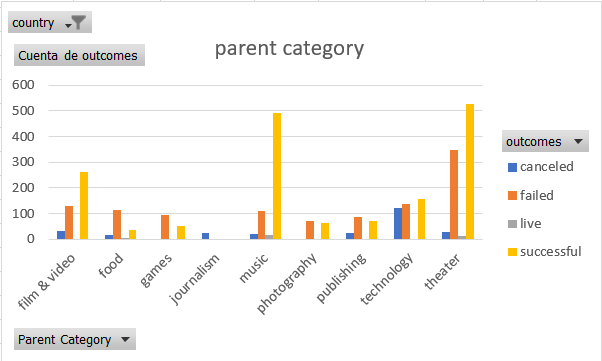 country
parent category
Cuenta de outcomes
600
500
400
300
200
100
0
film & video
food
games
journalism
music
photography
publishing
technology
theater
outcomes
canceled
failed
live
successful
Parent Category